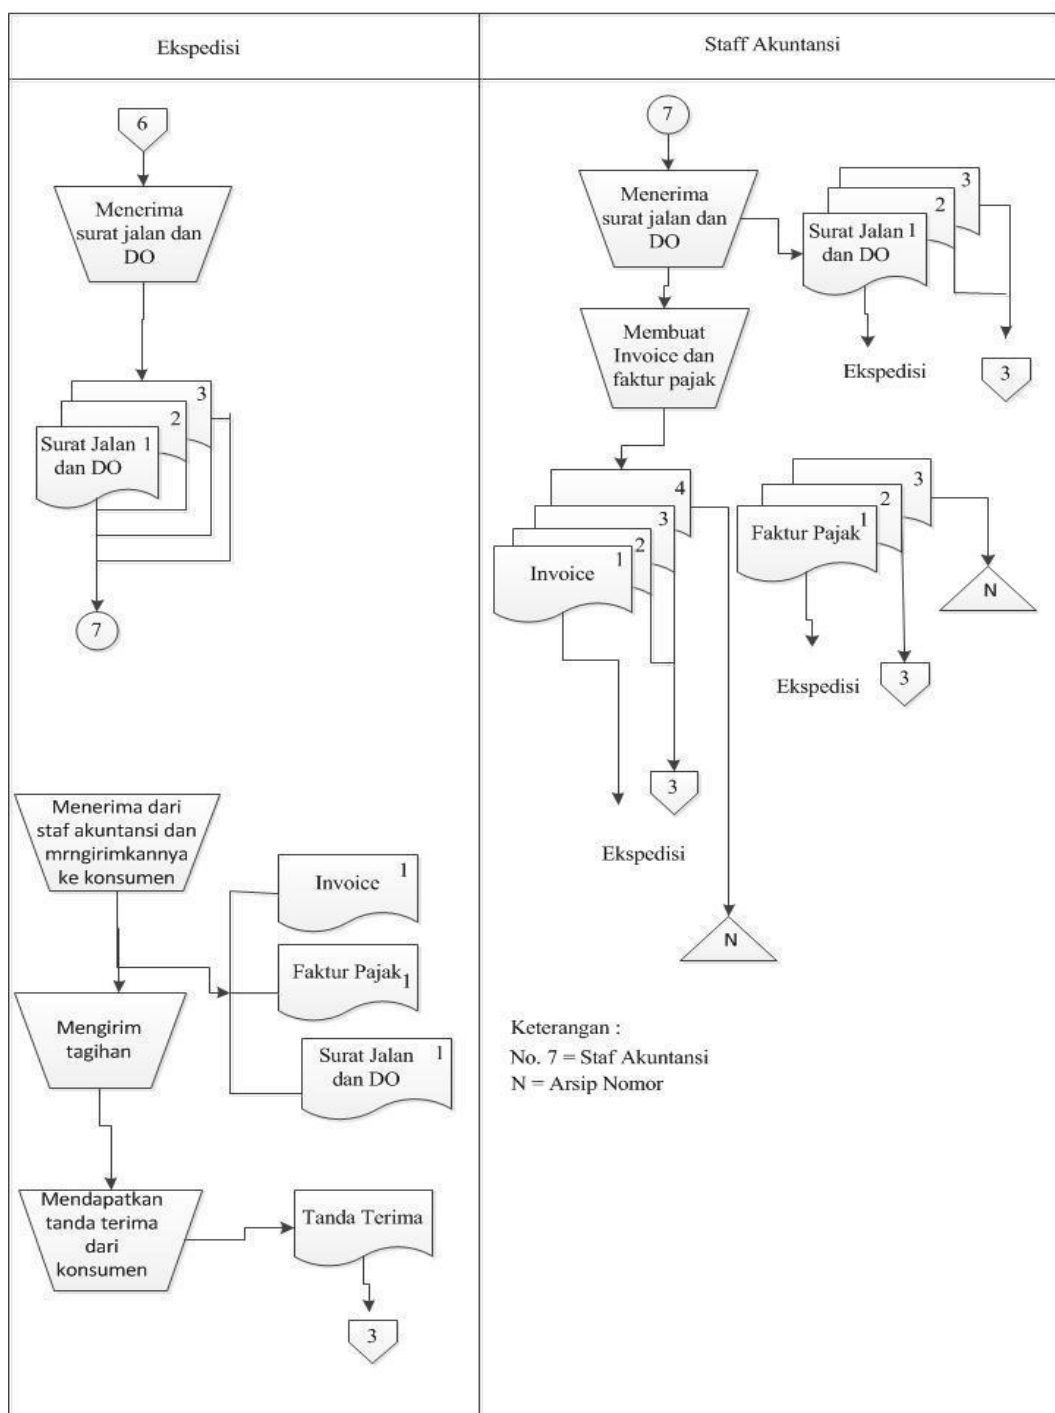 Ekspedisi
6
Menerima
surat jalan dan
DO
3
2
Surat Jalan 1
dan DO
7
Menerima dari
staf akuntansi dan
mrngirimkannya
ke konsumen
Invoice 1
Faktur Pajak 1
Surat Jalan 1
dan DO
Mengirim
tagihan
Mendapatkan
tanda terima
dari
konsumen
Tanda Terima
3
Staff Akuntansi
7
Menerima
surat jalan dan
DO
3
2
Surat Jalan 1
dan DO
Ekspedisi
3
Membuat
Invoice dan
faktur pajak
4
3
2
Invoice 1
Ekspedisi
3
N
3
2
Faktur Pajak 1
Ekspedisi
3
N
Keterangan :
No. 7 = Staf Akuntansi
N = Arsip Nomor